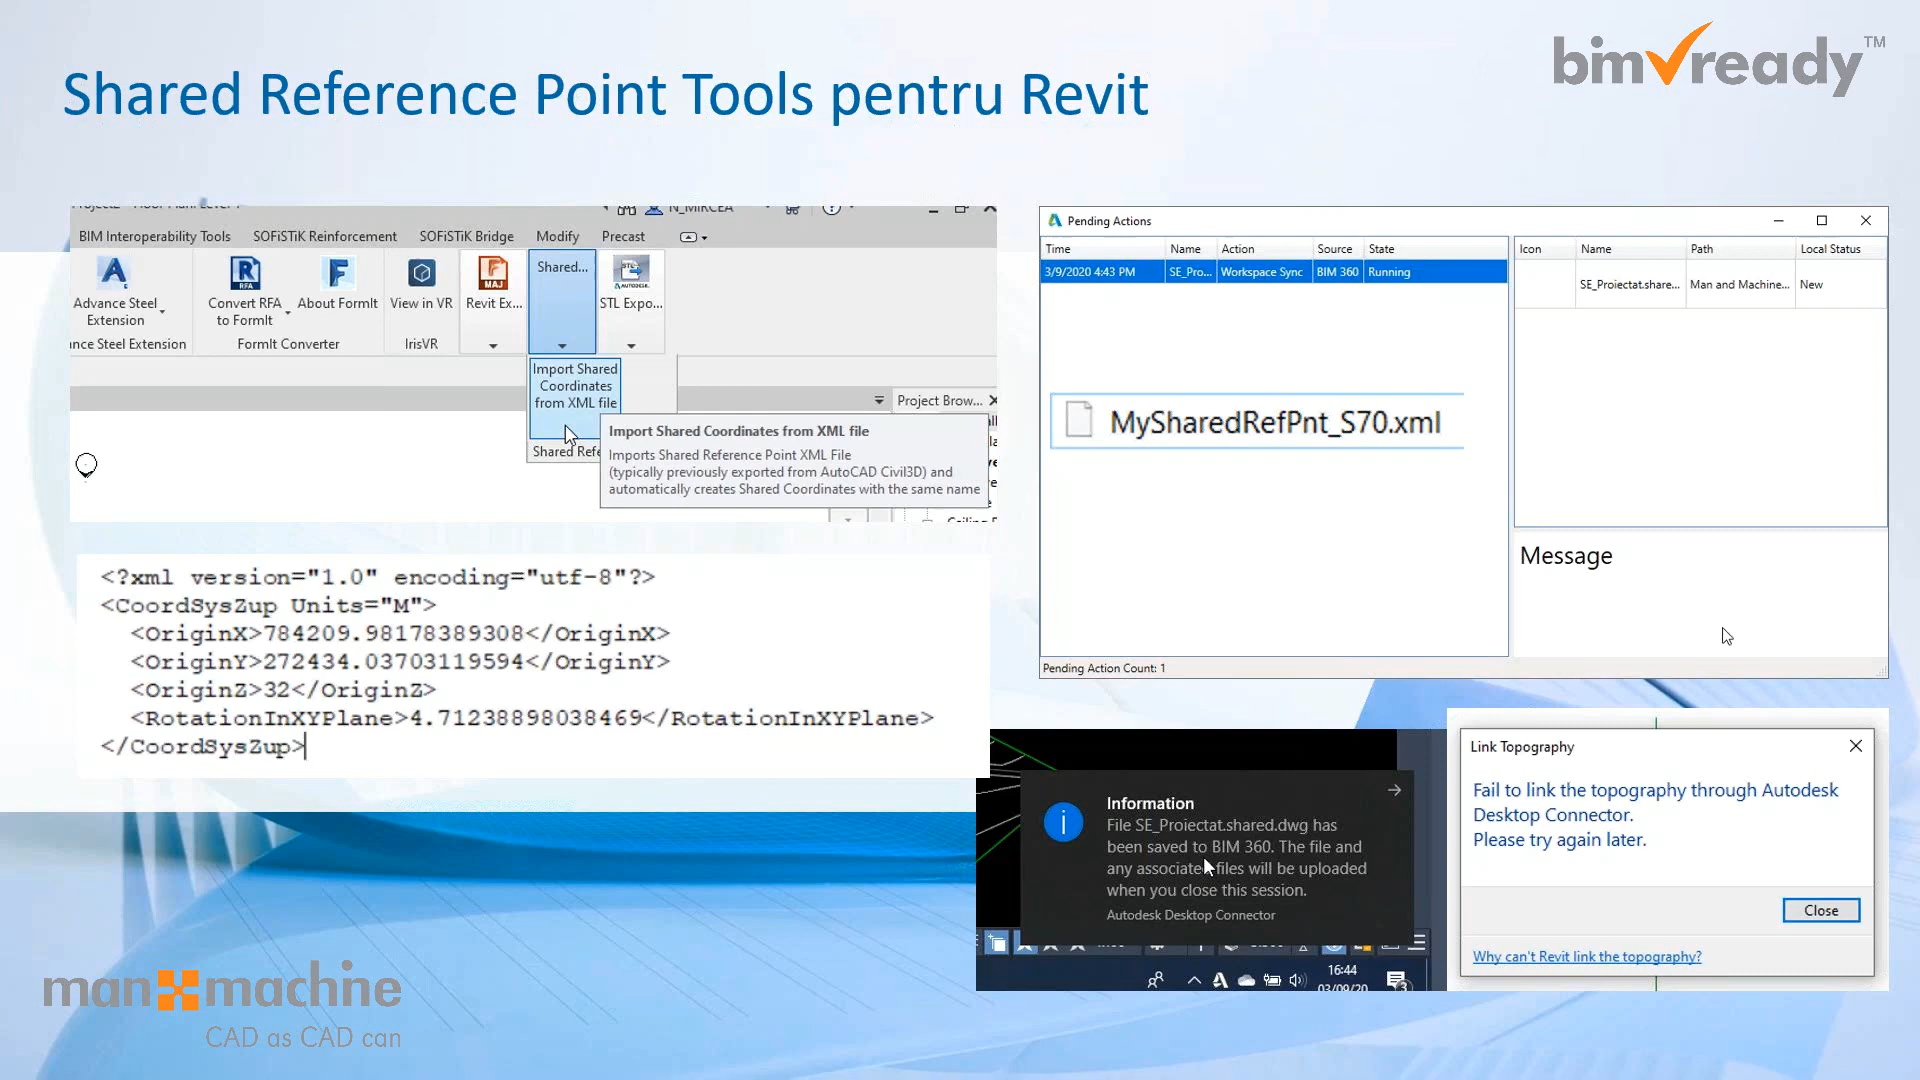 Shared Reference Point Tools pentru Revit
bimready™
N_MIRCEA
BIM Interoperability Tools SOFiSTiK Reinforcement SOFiSTiK Bridge Modify Precast
Advance Steel Extension
Convert RFA to FormIt
About FormIt
View in VR
Revit Ex...
Shared...
STL Expo...
nce Steel Extension FormIt Converter IrisVR
Import Shared
Coordinates
from XML file
Shared Refe
Project Brow...
Import Shared Coordinates from XML file
Imports Shared Reference Point XML File
(typically previously exported from AutoCAD Civil3D) and
automatically creates Shared Coordinates with the same name
<?xml version="1.0" encoding="utf-8"?>
<CoordSysZup Units="M">
<OriginX>784209.98178389308</OriginX>
<OriginY>272434.03703119594</OriginY>
<OriginZ>32</OriginZ>
<RotationInXYPlane>4.71238898038469</RotationInXYPlane>
</CoordSysZup>
Pending Actions
Time Name Action Source State
3/9/2020 4:43 PM SE_Pro... Workspace Sync BIM 360 Running
Icon Name Path Local Status
SE_Proiectat.share... Man and Machine... New
MySharedRefPnt_S70.xml
Message
Pending Action Count: 1
Information
File SE_Proiectat.shared.dwg has
been saved to BIM 360. The file and
any associated files will be uploaded
when you close this session.
Autodesk Desktop Connector
16:44
03/09/20
3
Link Topography
Fail to link the topography through Autodesk
Desktop Connector.
Please try again later.
Close
Why can't Revit link the topography?
man machine
CAD as CAD can